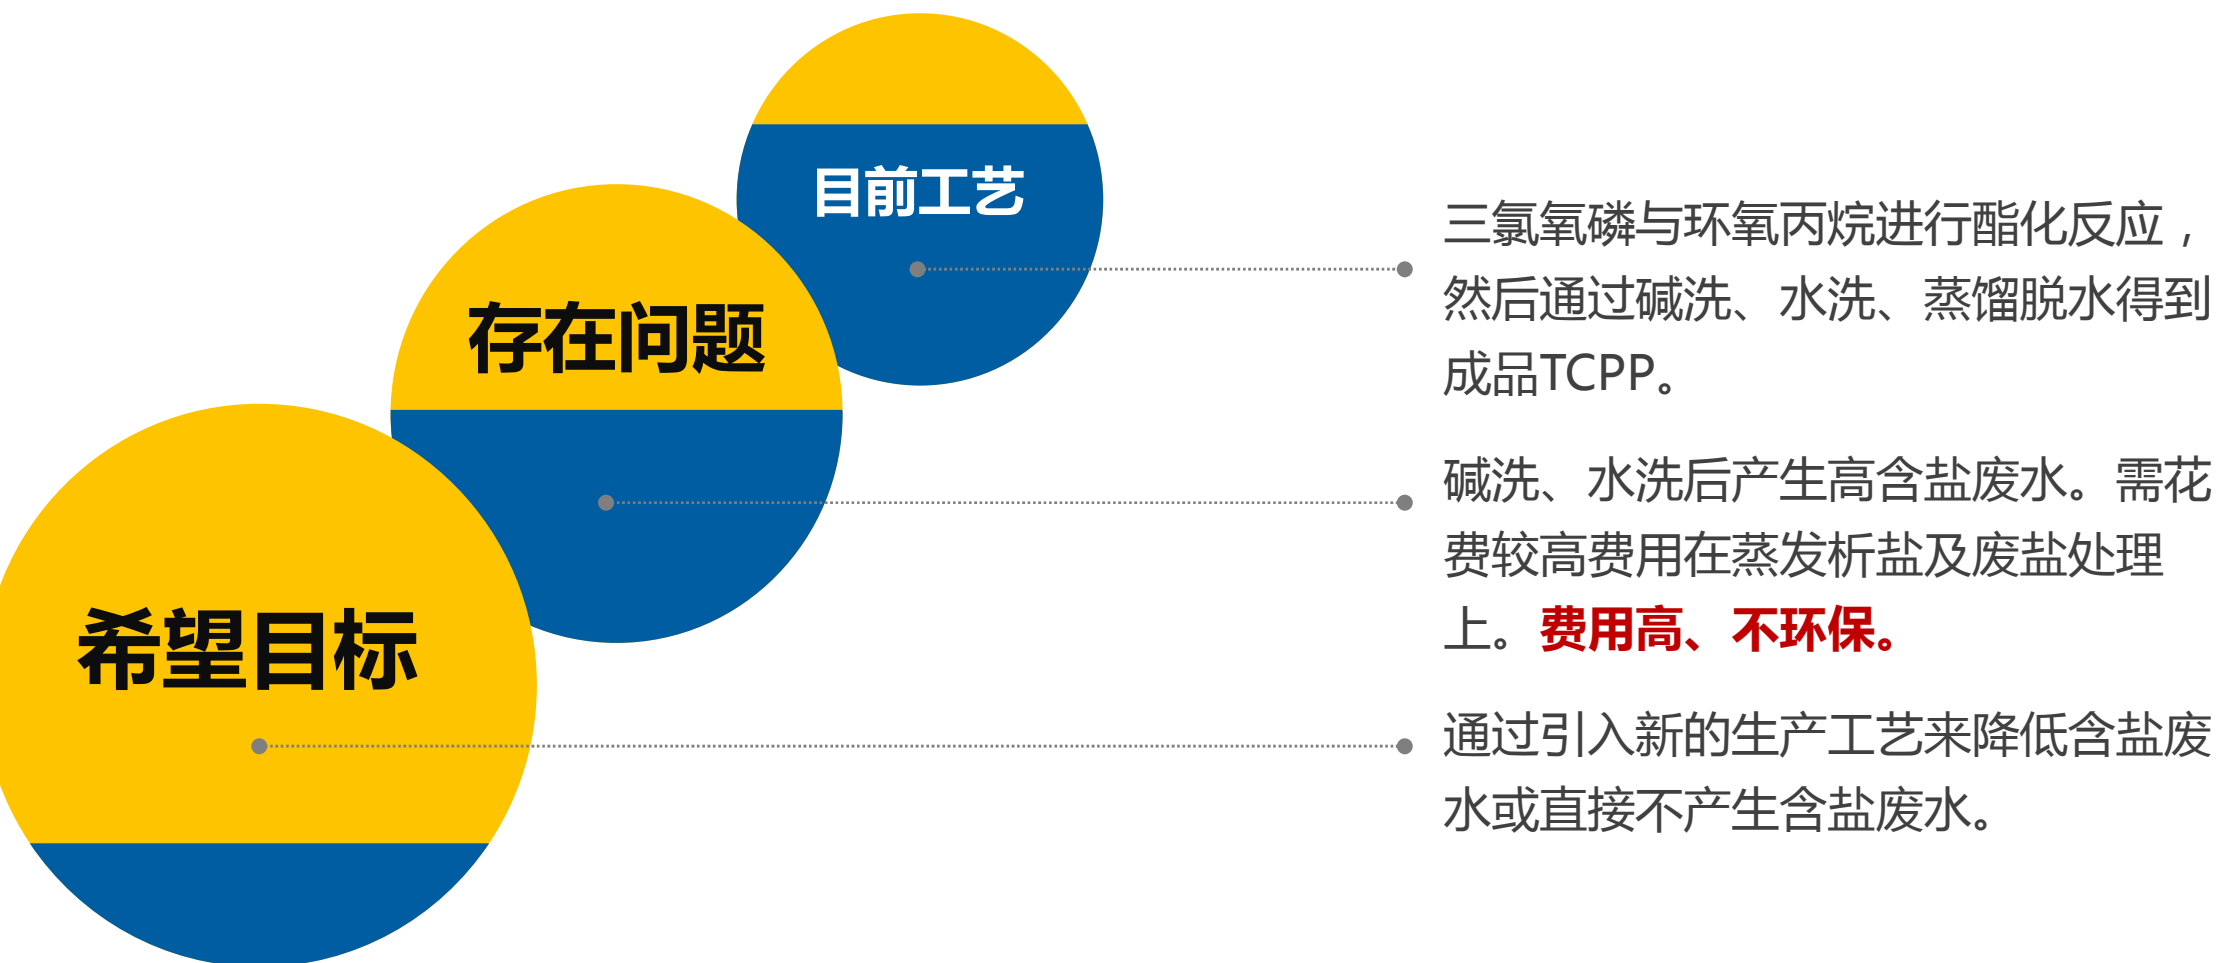 目前工艺
三氯氧磷与环氧丙烷进行酯化反应，
然后通过碱洗、水洗、蒸馏脱水得到
成品TCPP。
存在问题
碱洗、水洗后产生高含盐废水。需花
费较高费用在蒸发析盐及废盐处理
上。费用高、不环保。
希望目标
通过引入新的生产工艺来降低含盐废
水或直接不产生含盐废水。